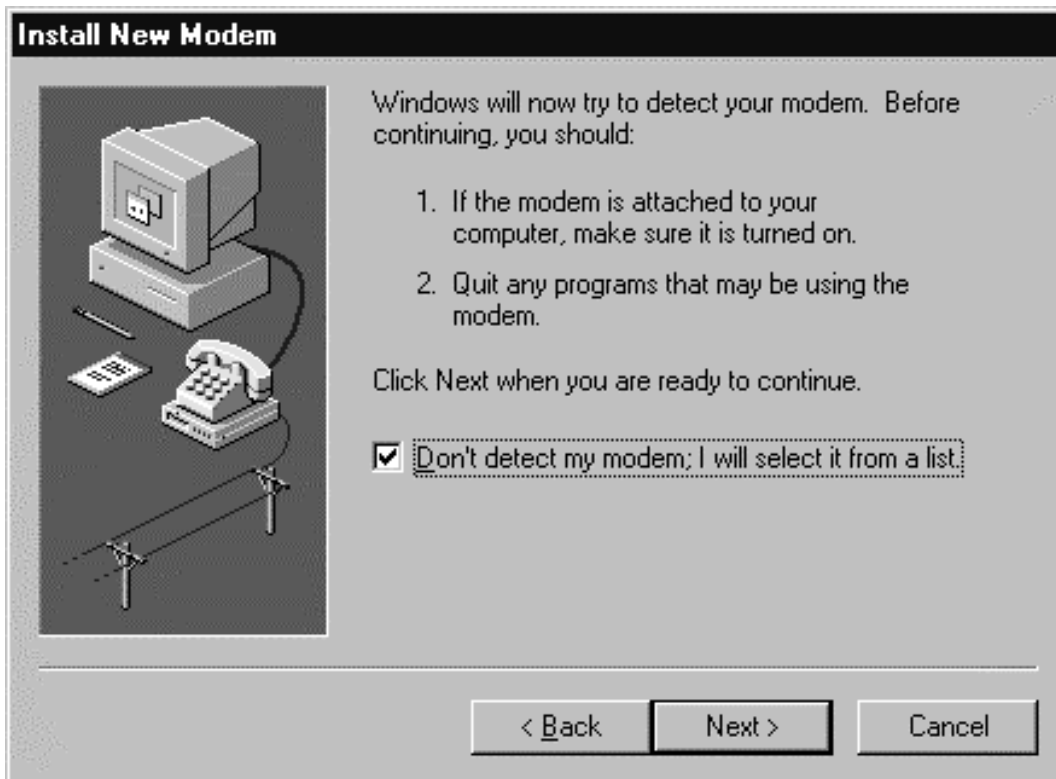 Install New Modem
Windows will now try to detect your modem.  Before
continuing, you should:
1. If the modem is attached to your
computer, make sure it is turned on.
2. Quit any programs that may be using the
modem.
Click Next when you are ready to continue.
Don't detect my modem; I will select it from a list.
< Back
Next >
Cancel